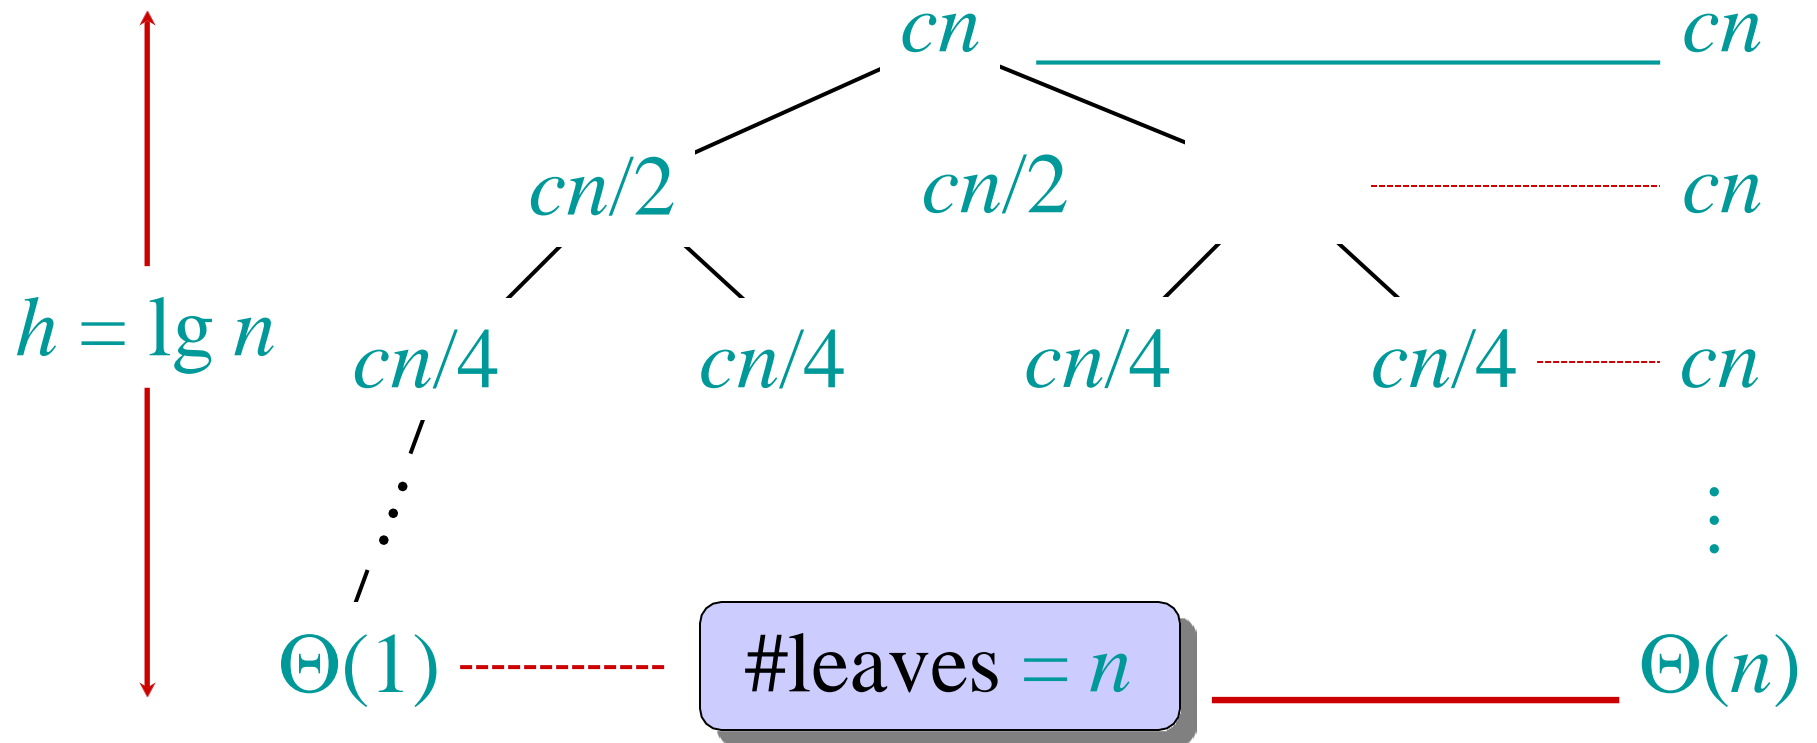 cn cn
cn/2 cn/2 cn
h = lg n cn/4 cn/4 cn/4 cn/4 cn
Θ(1) #leaves = n Θ(n)